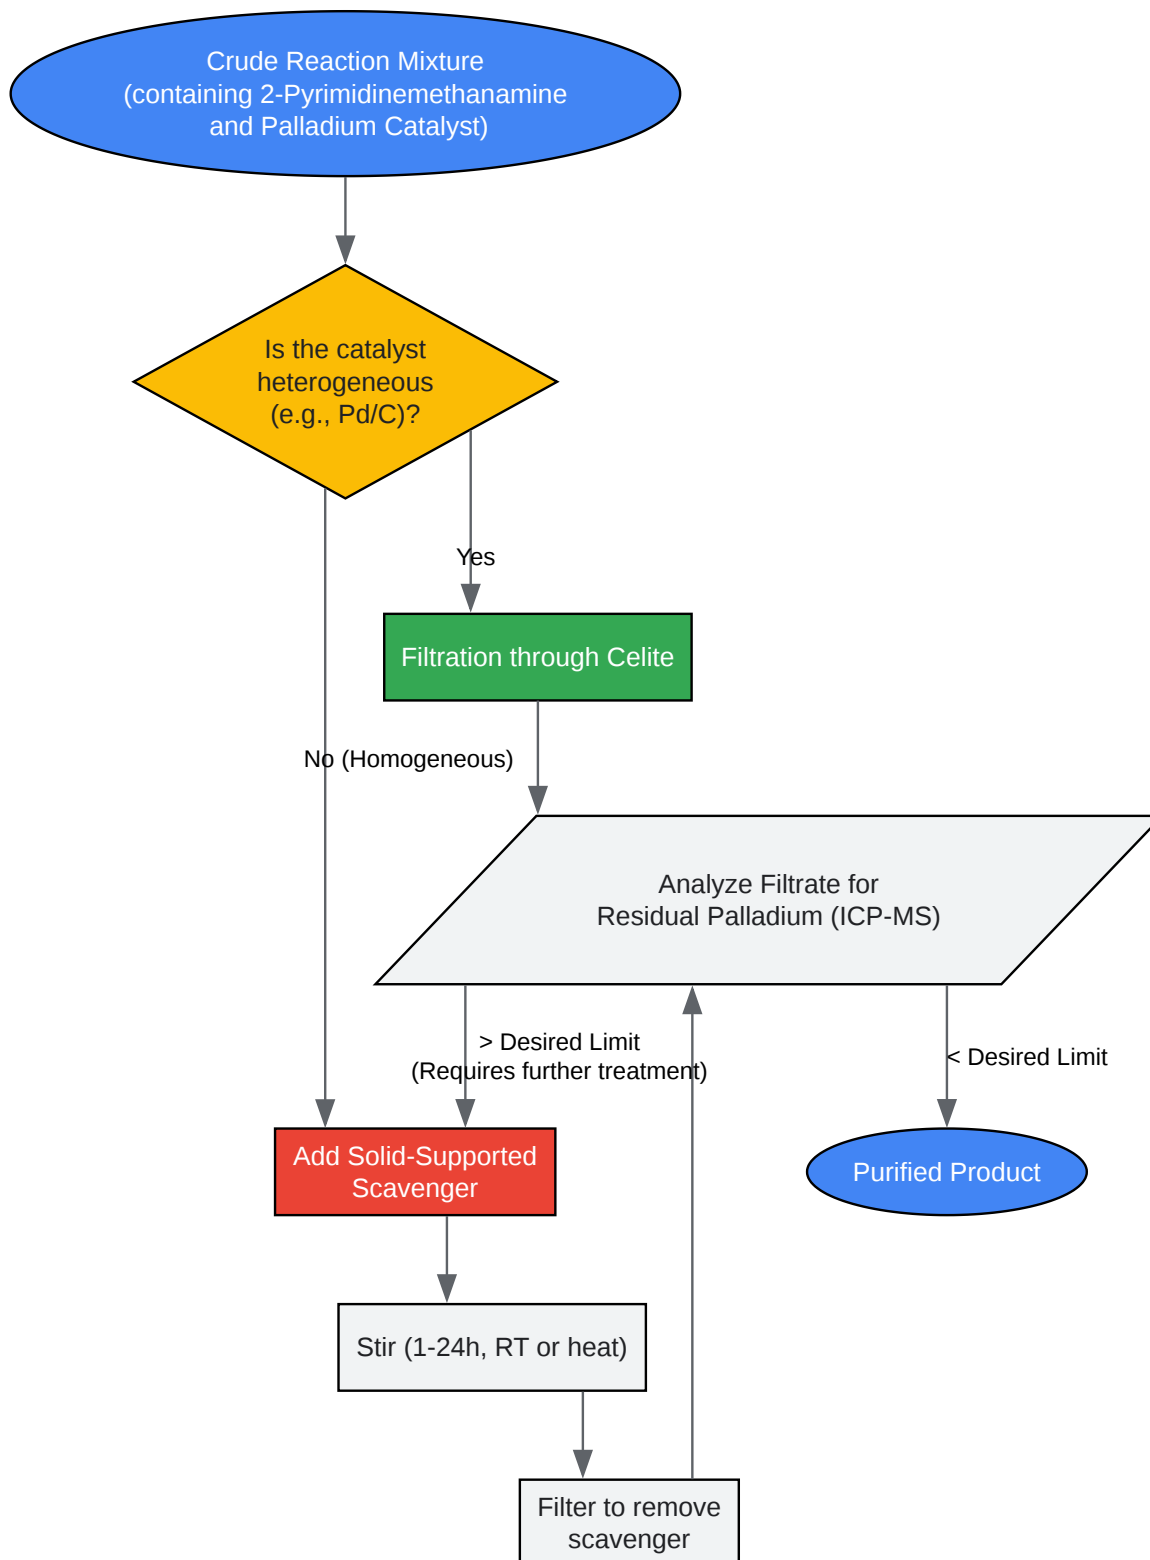 Crude Reaction Mixture
(containing 2-Pyrimidinemethanamine
and Palladium Catalyst)
Is the catalyst
heterogeneous
(e.g., Pd/C)?
Yes
Filtration through Celite
No (Homogeneous)
Analyze Filtrate for
Residual Palladium (ICP-MS)
> Desired Limit
(Requires further treatment)
< Desired Limit
Add Solid-Supported
Scavenger
Purified Product
Stir (1-24h, RT or heat)
Filter to remove
scavenger